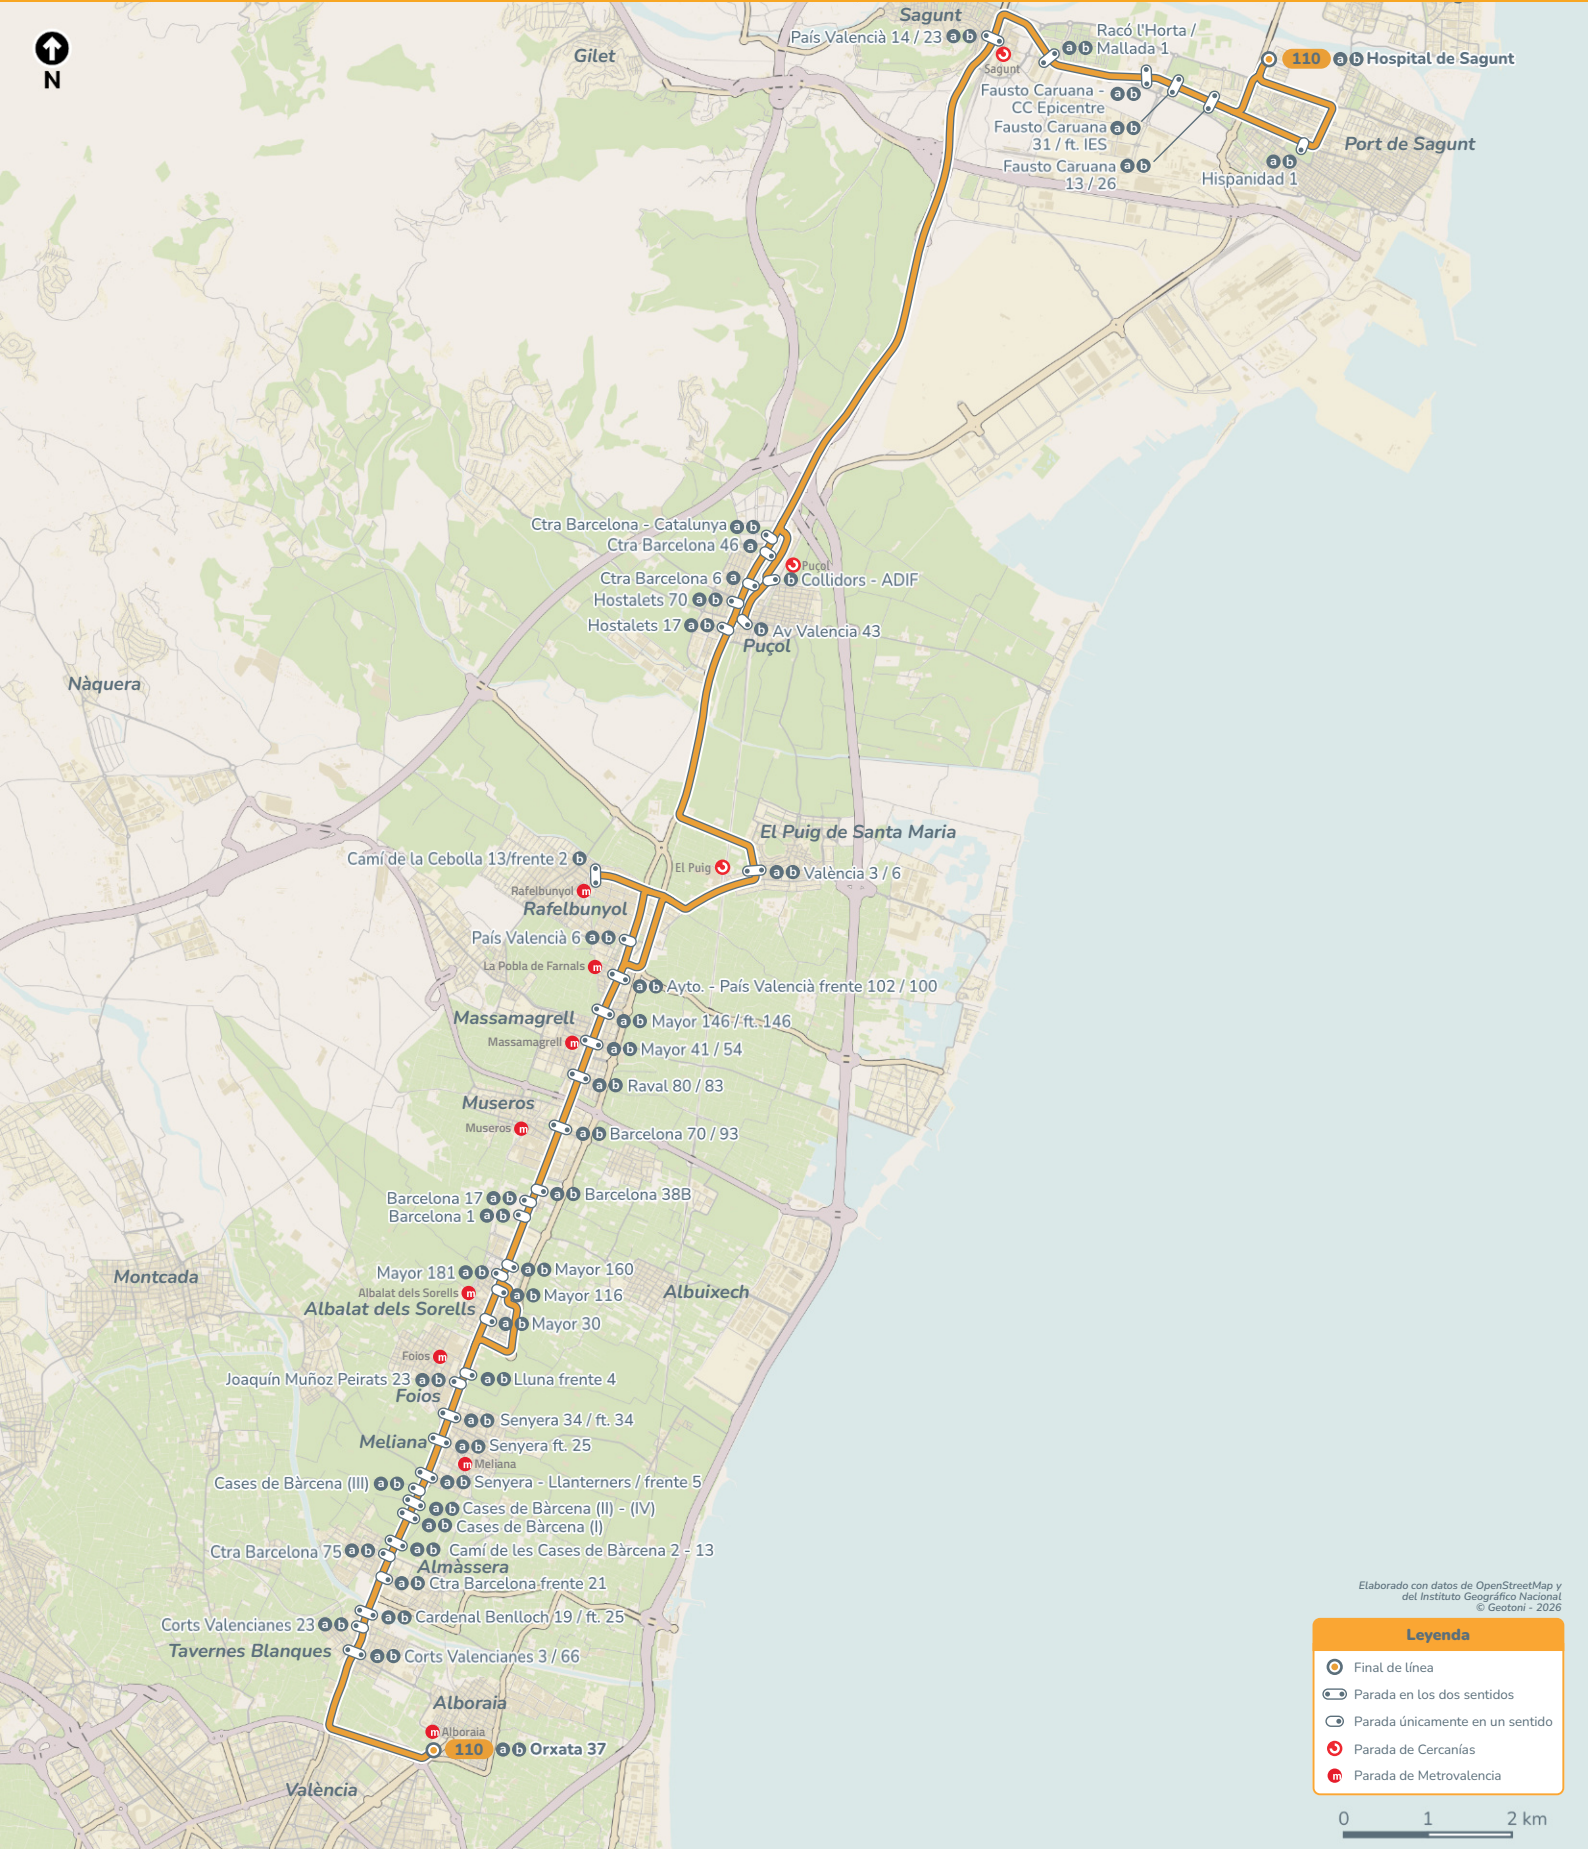 Sagunt
País Valencià 14 / 23 a b
Racó l'Horta /
a b Mallada 1
N
Gilet
Sagunt
110 a b Hospital de Sagunt
Fausto Caruana - a b
CC Epicentre
Fausto Caruana a b
31 / ft. IES
Fausto Caruana a b
13 / 26
Port de Sagunt
a b
Hispanidad 1
Ctra Barcelona - Catalunya a b
Ctra Barcelona 46 a
Puçol
Ctra Barcelona 6 a
b Collidors - ADIF
Hostalets 70 a b
Hostalets 17 a b
b Av Valencia 43
Puçol
Nàquera
El Puig de Santa Maria
Camí de la Cebolla 13/frente 2 b
El Puig
a b València 3 / 6
Rafelbunyol m
Rafelbunyol
País Valencià 6 a b
La Pobla de Farnals m
a b Ayto. - País Valencià frente 102 / 100
Massamagrell
a b Mayor 146 / ft. 146
Massamagrell m
a b Mayor 41 / 54
a b Raval 80 / 83
Museros
Museros m
a b Barcelona 70 / 93
Barcelona 17 a b
a b Barcelona 38B
Barcelona 1 a b
Montcada
Mayor 181 a b
a b Mayor 160
Albalat dels Sorells m
a b Mayor 116
Albuixech
Albalat dels Sorells
a b Mayor 30
Foios m
Joaquín Muñoz Peirats 23 a b
a b Lluna frente 4
Foios
a b Senyera 34 / ft. 34
Meliana
a b Senyera ft. 25
m Meliana
Cases de Bàrcena (III) a b
a b Senyera - Llanterners / frente 5
a b Cases de Bàrcena (II) - (IV)
a b Cases de Bàrcena (I)
Ctra Barcelona 75 a b
a b Camí de les Cases de Bàrcena 2 - 13
Almàssera
a b Ctra Barcelona frente 21
Corts Valencianes 23 a b
a b Cardenal Benlloch 19 / ft. 25
Tavernes Blanques
a b Corts Valencianes 3 / 66
Alboraia
m Alboraia
110 a b Orxata 37
València
Elaborado con datos de OpenStreetMap y
del Instituto Geográfico Nacional
© Geotoni - 2026
Leyenda
Final de línea
Parada en los dos sentidos
Parada únicamente en un sentido
Parada de Cercanías
m Parada de Metrovalencia
0 1 2 km